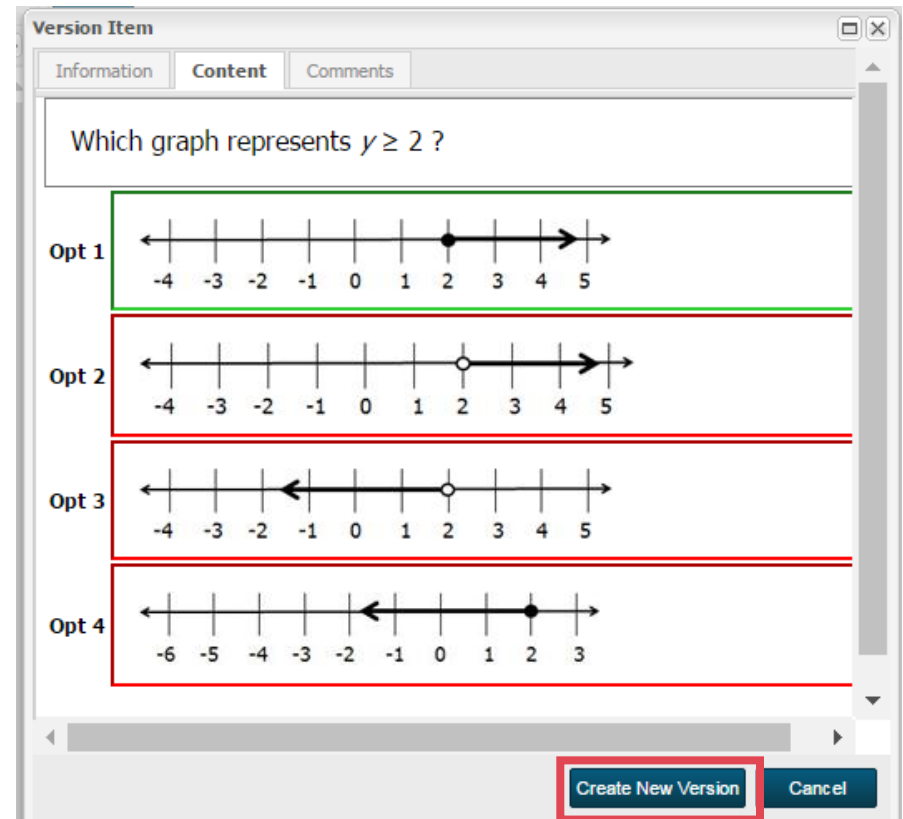 Version Item
Information Content Comments
Which graph represents y ≥ 2 ?
Opt 1
-4 -3 -2 -1 0 1 2 3 4 5
Opt 2
-4 -3 -2 -1 0 1 2 3 4 5
Opt 3
-4 -3 -2 -1 0 1 2 3 4 5
Opt 4
-6 -5 -4 -3 -2 -1 0 1 2 3
Create New Version Cancel